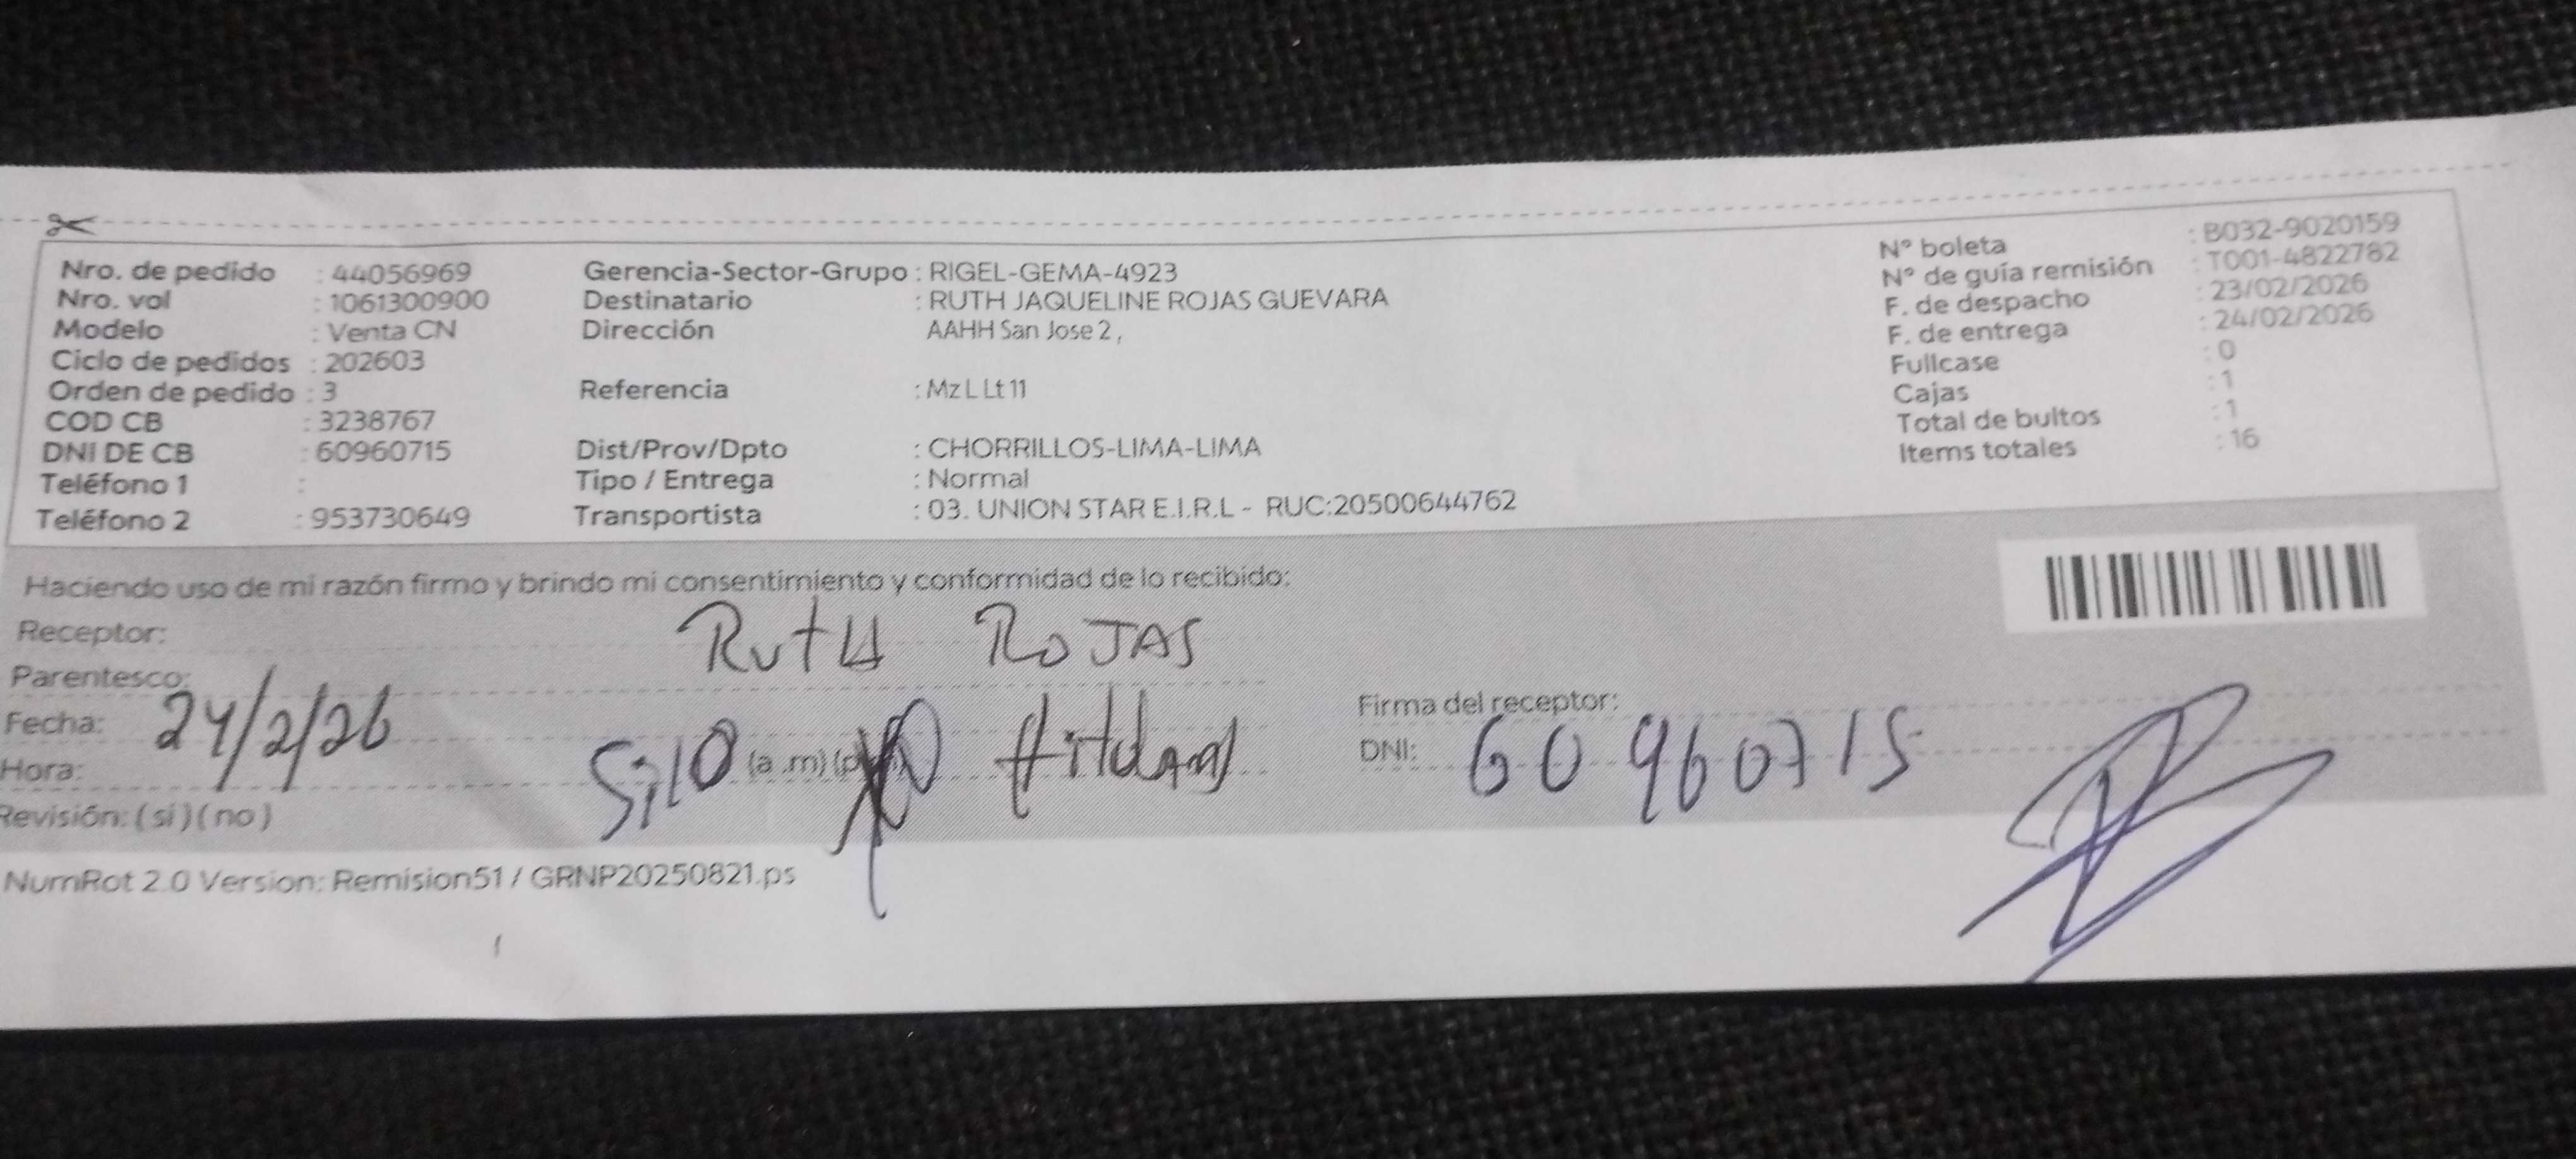 Nro. de pedido : 44056969
Nro. vol : 1061300900
Modelo : Venta CN
Ciclo de pedidos : 202603
Orden de pedido : 3
COD CB : 3238767
DNI DE CB : 60960715
Teléfono 1 :
Teléfono 2 : 953730649
Gerencia-Sector-Grupo : RIGEL-GEMA-4923
Destinatario : RUTH JAQUELINE ROJAS GUEVARA
Dirección AAHH San Jose 2 ,
Referencia : Mz L Lt 11
Dist/Prov/Dpto : CHORRILLOS-LIMA-LIMA
Tipo / Entrega : Normal
Transportista : 03. UNION STAR E.I.R.L - RUC:20500644762
N° boleta : B032-9020159
N° de guía remisión : T001-4822782
F. de despacho : 23/02/2026
F. de entrega : 24/02/2026
Fullcase : 0
Cajas : 1
Total de bultos : 1
Items totales : 16
Haciendo uso de mi razón firmo y brindo mi consentimiento y conformidad de lo recibido:
Receptor: RUTH ROJAS
Parentesco:
Fecha: 24/2/26
Hora: (a .m) (p
Revisión: ( si ) ( no )
Firma del receptor:
DNI: 60960715
NumRot 2.0 Version: Remision51 / GRNP20250821.ps